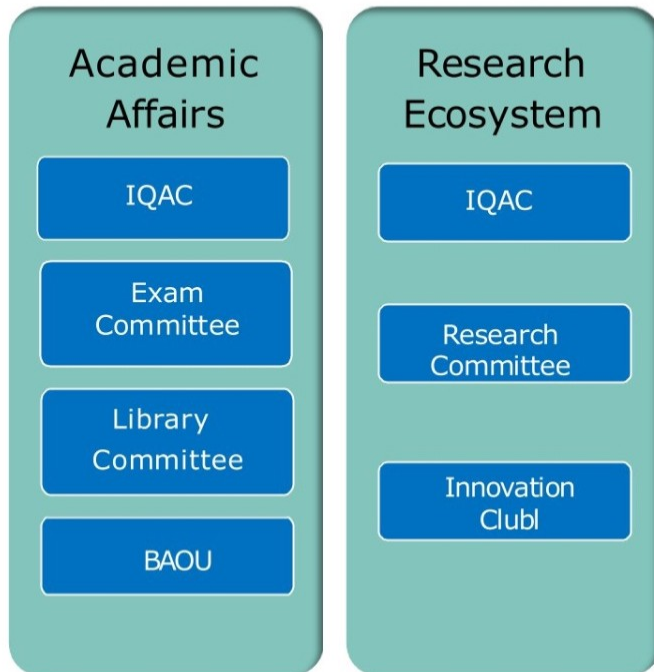 Academic
Affairs
IQAC
Exam
Committee
Library
Committee
BAOU
Research
Ecosystem
IQAC
Research
Committee
Innovation
Clubl